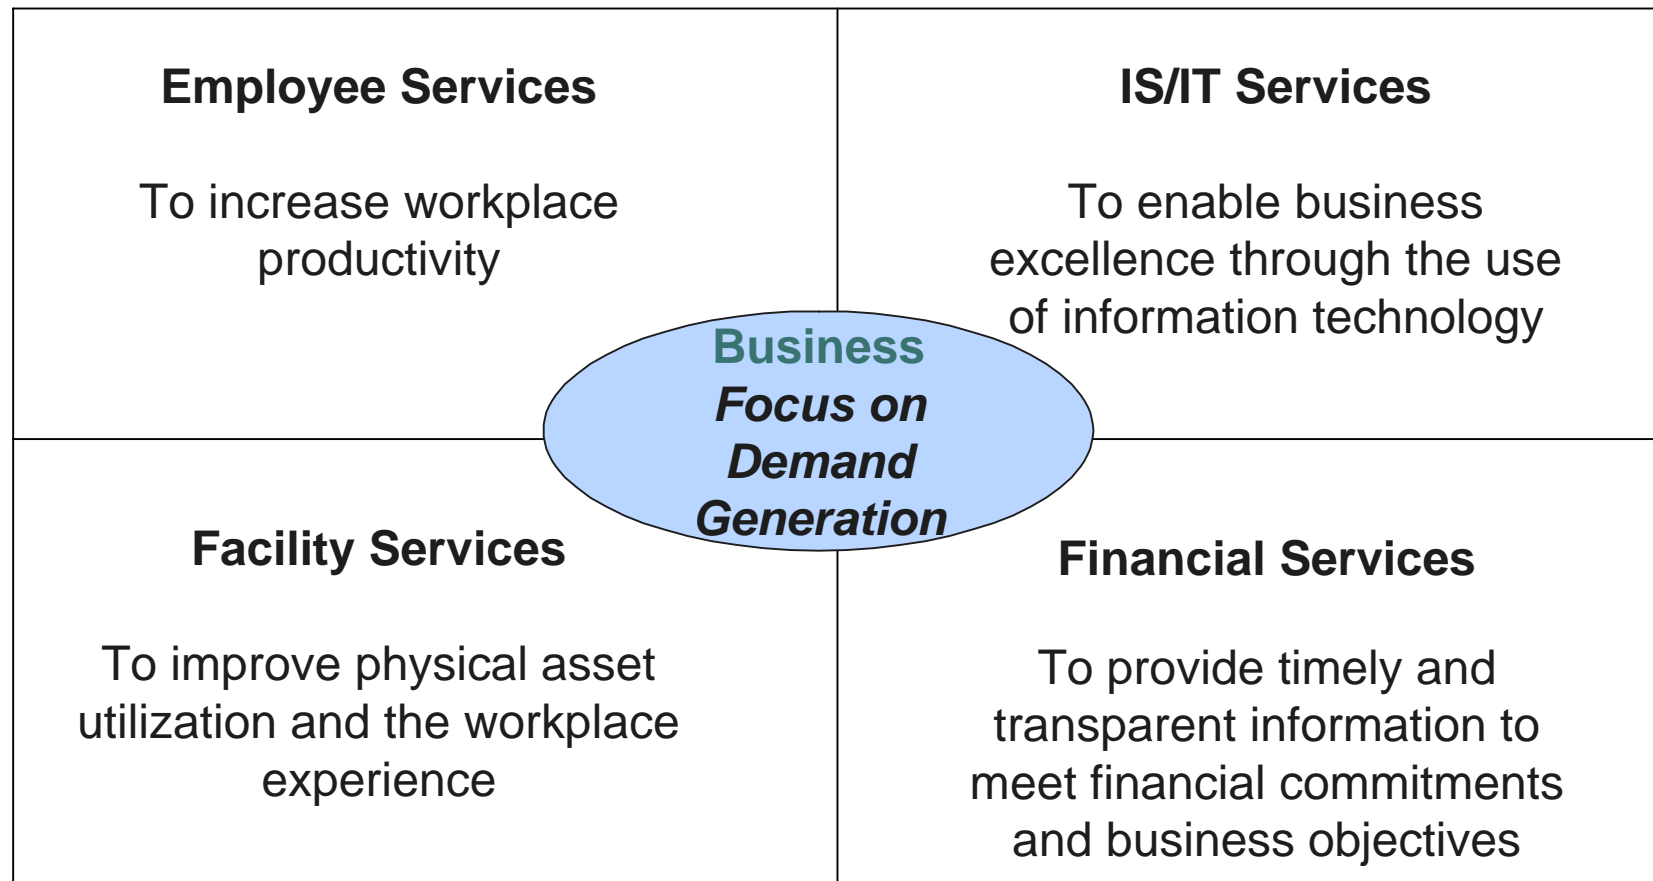 Employee Services
To increase workplace
productivity
IS/IT Services
To enable business
excellence through the use
of information technology
Business
Focus on
Demand
Generation
Facility Services
To improve physical asset
utilization and the workplace
experience
Financial Services
To provide timely and
transparent information to
meet financial commitments
and business objectives